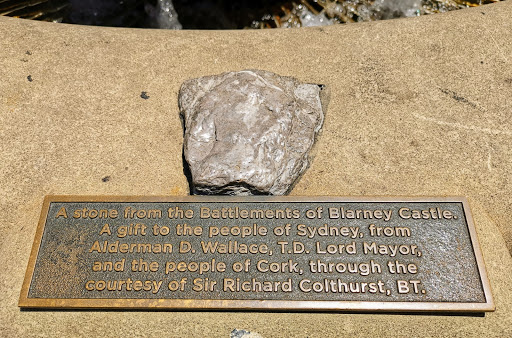 A stone from the Battlements of Blarney Castle.
A gift to the people of Sydney, from
Alderman D. Wallace, T.D. Lord Mayor,
and the people of Cork, through the
courtesy of Sir Richard Colthurst, BT.